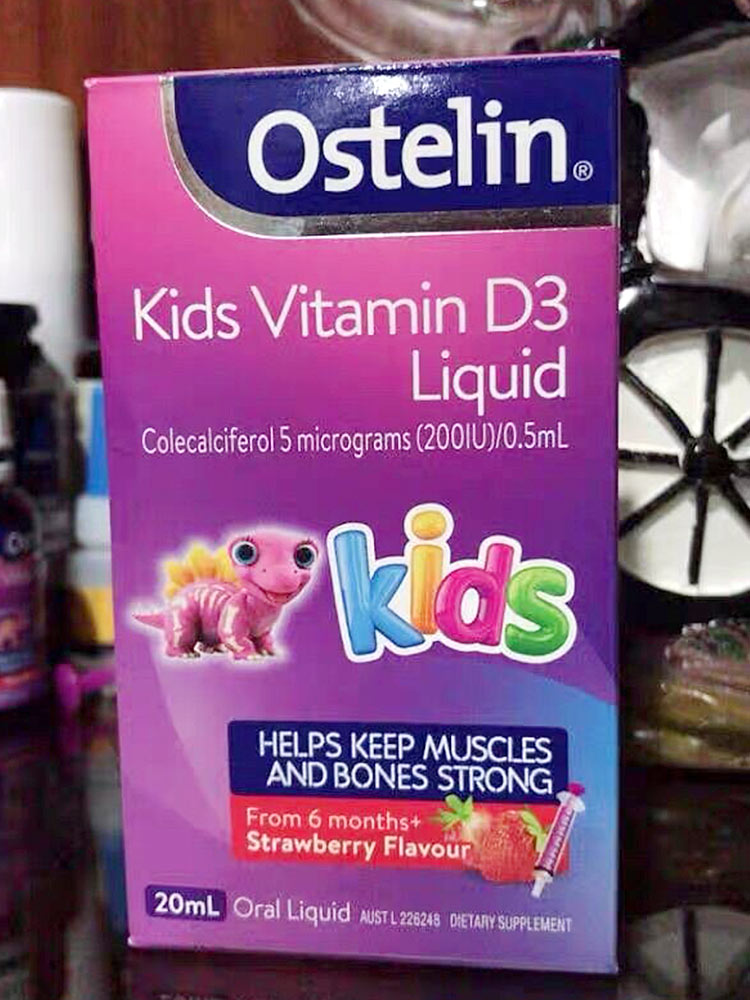 Ostelin®
Kids Vitamin D3
Liquid
Colecalciferol 5 micrograms (200IU)/0.5mL
kids
HELPS KEEP MUSCLES
AND BONES STRONG
From 6 months+
Strawberry Flavour
20mL Oral Liquid AUST L 226248 DIETARY SUPPLEMENT